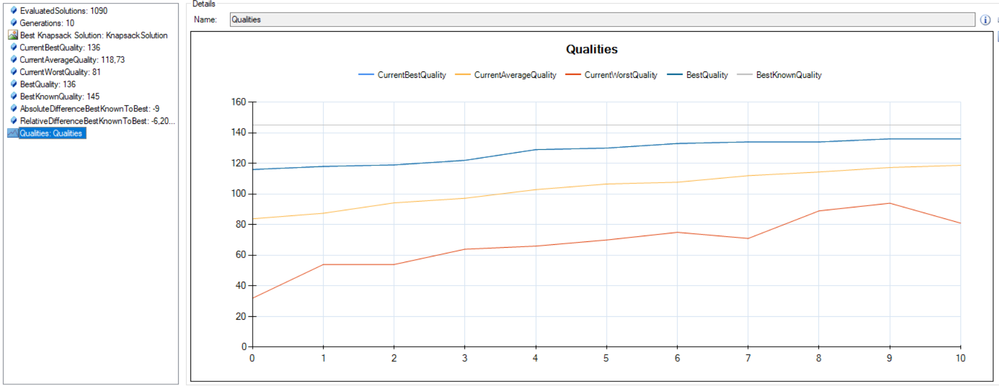 EvaluatedSolutions: 1090
Generations: 10
Best Knapsack Solution: KnapsackSolution
CurrentBestQuality: 136
CurrentAverageQuality: 118,73
CurrentWorstQuality: 81
BestQuality: 136
BestKnownQuality: 145
AbsoluteDifferenceBestKnownToBest: -9
RelativeDifferenceBestKnownToBest: -6,20...
Qualities: Qualities
Details
Name: Qualities
Qualities
CurrentBestQuality CurrentAverageQuality CurrentWorstQuality BestQuality BestKnownQuality
160
140
120
100
80
60
40
20
0
0 1 2 3 4 5 6 7 8 9 10